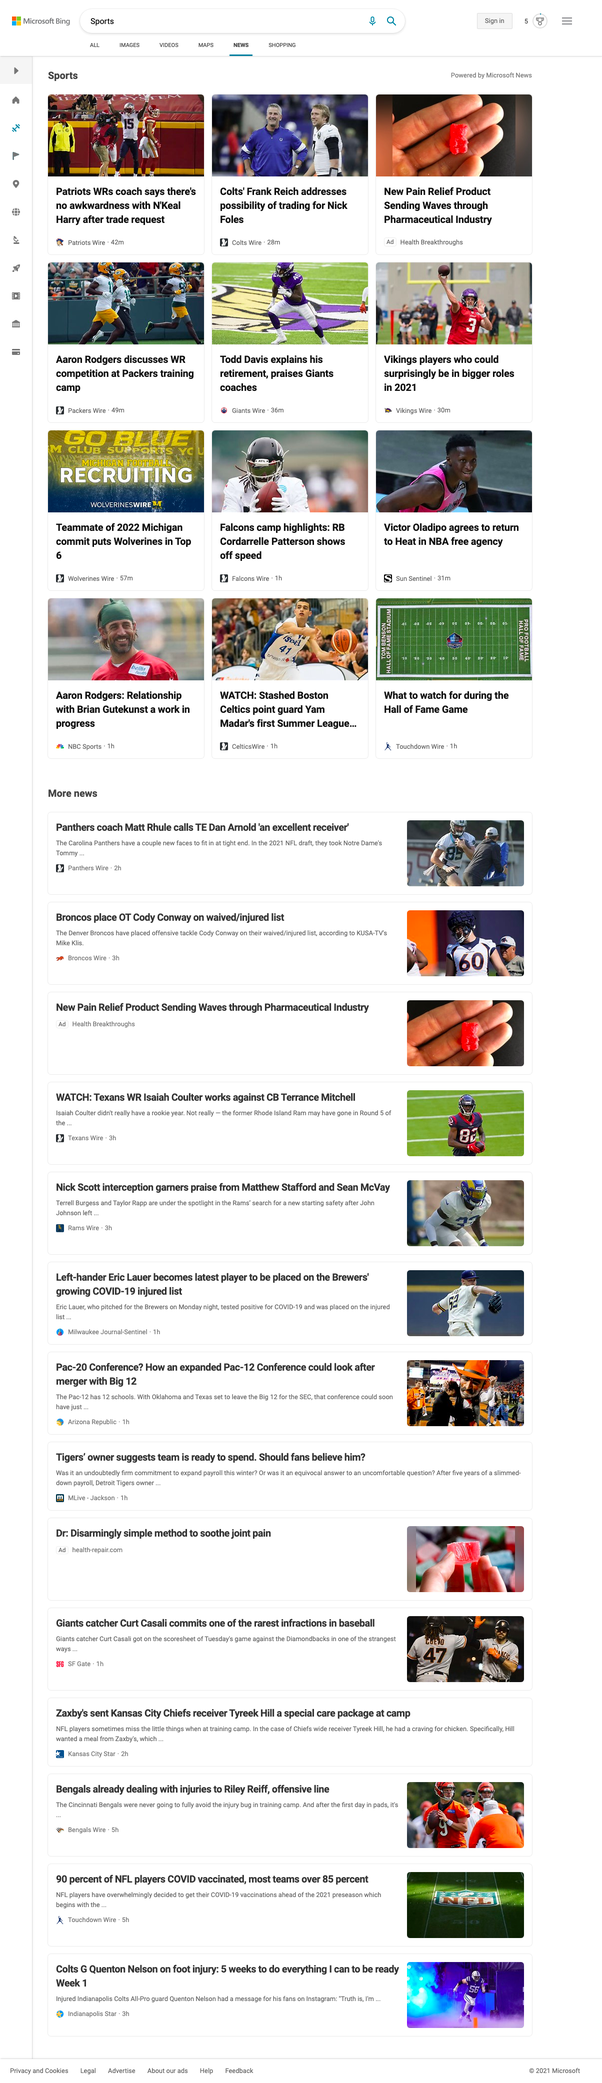 Microsoft Bing
Sports
Sign in
5
ALL
IMAGES
VIDEOS
MAPS
NEWS
SHOPPING
Sports
Powered by Microsoft News
Patriots WRs coach says there's
no awkwardness with N'Keal
Harry after trade request
Patriots Wire · 42m
Colts' Frank Reich addresses
possibility of trading for Nick
Foles
Colts Wire · 28m
New Pain Relief Product
Sending Waves through
Pharmaceutical Industry
Ad Health Breakthroughs
Aaron Rodgers discusses WR
competition at Packers training
camp
Packers Wire · 49m
Todd Davis explains his
retirement, praises Giants
coaches
Giants Wire · 36m
3
Vikings players who could
surprisingly be in bigger roles
in 2021
Vikings Wire · 30m
GO BLUE
M CLUB SUPPORTS YOU
MICHIGAN FOOTBALL
RECRUITING
WOLVERINESWIRE
Teammate of 2022 Michigan
commit puts Wolverines in Top
6
Wolverines Wire · 57m
Falcons camp highlights: RB
Cordarrelle Patterson shows
off speed
Falcons Wire · 1h
Victor Oladipo agrees to return
to Heat in NBA free agency
Sun Sentinel · 31m
Aaron Rodgers: Relationship
with Brian Gutekunst a work in
progress
NBC Sports · 1h
41
WATCH: Stashed Boston
Celtics point guard Yam
Madar's first Summer League...
CelticsWire · 1h
TOM BENSON
HALL OF FAME STADIUM
PRO FOOTBALL
HALL OF FAME
What to watch for during the
Hall of Fame Game
Touchdown Wire · 1h
More news
Panthers coach Matt Rhule calls TE Dan Arnold 'an excellent receiver'
The Carolina Panthers have a couple new faces to fit in at tight end. In the 2021 NFL draft, they took Notre Dame's
Tommy ...
Panthers Wire · 2h
85
Broncos place OT Cody Conway on waived/injured list
The Denver Broncos have placed offensive tackle Cody Conway on their waived/injured list, according to KUSA-TV's
Mike Klis.
Broncos Wire · 3h
60
New Pain Relief Product Sending Waves through Pharmaceutical Industry
Ad Health Breakthroughs
WATCH: Texans WR Isaiah Coulter works against CB Terrance Mitchell
Isaiah Coulter didn't really have a rookie year. Not really — the former Rhode Island Ram may have gone in Round 5 of
the ...
Texans Wire · 3h
82
Nick Scott interception garners praise from Matthew Stafford and Sean McVay
Terrell Burgess and Taylor Rapp are under the spotlight in the Rams' search for a new starting safety after John
Johnson left ...
Rams Wire · 3h
Left-hander Eric Lauer becomes latest player to be placed on the Brewers'
growing COVID-19 injured list
Eric Lauer, who pitched for the Brewers on Monday night, tested positive for COVID-19 and was placed on the injured
list ...
Milwaukee Journal-Sentinel · 1h
52
Pac-20 Conference? How an expanded Pac-12 Conference could look after
merger with Big 12
The Pac-12 has 12 schools. With Oklahoma and Texas set to leave the Big 12 for the SEC, that conference could soon
have just ...
Arizona Republic · 1h
Tigers' owner suggests team is ready to spend. Should fans believe him?
Was it an undoubtedly firm commitment to expand payroll this winter? Or was it an equivocal answer to an uncomfortable question? After five years of a slimmed-
down payroll, Detroit Tigers owner ...
MLive - Jackson · 1h
Dr: Disarmingly simple method to soothe joint pain
Ad health-repair.com
Giants catcher Curt Casali commits one of the rarest infractions in baseball
Giants catcher Curt Casali got on the scoresheet of Tuesday's game against the Diamondbacks in one of the strangest
ways ...
SF Gate · 1h
47
Zaxby's sent Kansas City Chiefs receiver Tyreek Hill a special care package at camp
NFL players sometimes miss the little things when at training camp. In the case of Chiefs wide receiver Tyreek Hill, he had a craving for chicken. Specifically, Hill
wanted a meal from Zaxby's, which ...
Kansas City Star · 2h
Bengals already dealing with injuries to Riley Reiff, offensive line
The Cincinnati Bengals were never going to fully avoid the injury bug in training camp. And after the first day in pads, it's
...
Bengals Wire · 5h
9
90 percent of NFL players COVID vaccinated, most teams over 85 percent
NFL players have overwhelmingly decided to get their COVID-19 vaccinations ahead of the 2021 preseason which
begins with the ...
Touchdown Wire · 5h
NFL
Colts G Quenton Nelson on foot injury: 5 weeks to do everything I can to be ready
Week 1
Injured Indianapolis Colts All-Pro guard Quenton Nelson had a message for his fans on Instagram: "Truth is, I'm ...
Indianapolis Star · 3h
Privacy and Cookies
Legal
Advertise
About our ads
Help
Feedback
© 2021 Microsoft